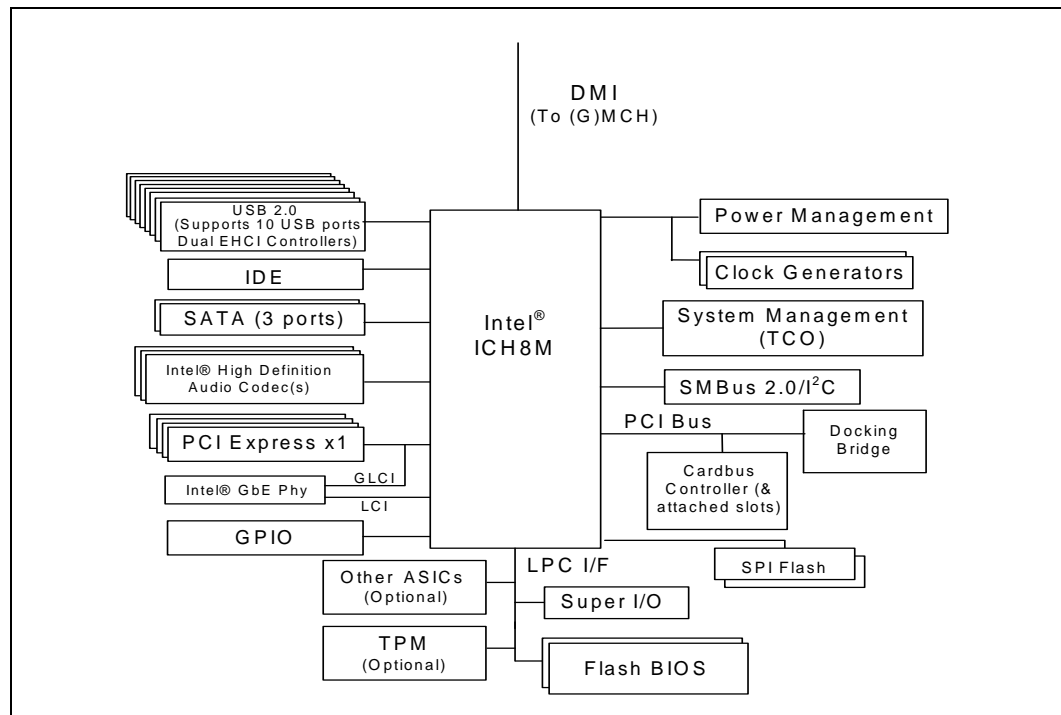 DMI
(To (G)MCH)
USB 2.0
(Supports 10 USB ports
Dual EHCI Controllers)
IDE
SATA (3 ports)
Intel® High Definition
Audio Codec(s)
PCI Express x1
GLCI
Intel® GbE Phy
LCI
GPIO
Intel®
ICH8M
Power Management
Clock Generators
System Management
(TCO)
SMBus 2.0/I²C
PCI Bus
Docking
Bridge
Cardbus
Controller (&
attached slots)
SPI Flash
LPC I/F
Other ASICs
(Optional)
Super I/O
TPM
(Optional)
Flash BIOS